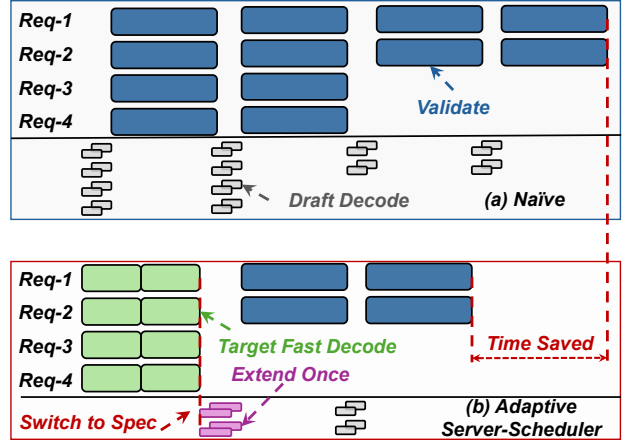 Req-1
Req-2
Req-3
Req-4
Validate
Draft Decode
(a) Naïve
Req-1
Req-2
Req-3
Req-4
Target Fast Decode
Extend Once
Time Saved
Switch to Spec
(b) Adaptive
Server-Scheduler